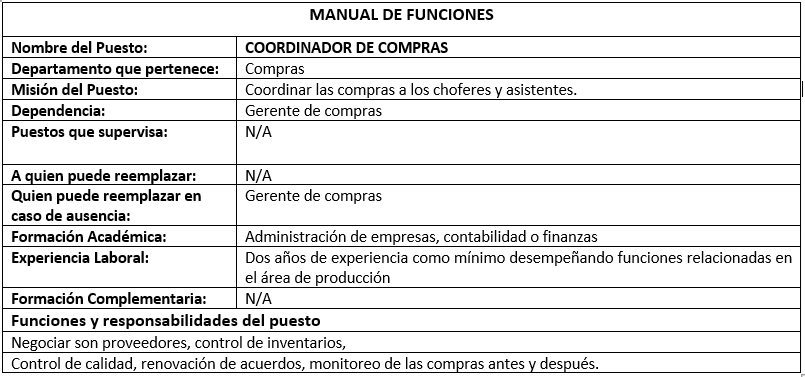 MANUAL DE FUNCIONES
Nombre del Puesto: COORDINADOR DE COMPRAS
Departamento que pertenece: Compras
Misión del Puesto: Coordinar las compras a los choferes y asistentes.
Dependencia: Gerente de compras
Puestos que supervisa: N/A
A quien puede reemplazar: N/A
Quien puede reemplazar en Gerente de compras
caso de ausencia:
Formación Académica: Administración de empresas, contabilidad o finanzas
Experiencia Laboral: Dos años de experiencia como mínimo desempeñando funciones relacionadas en
el área de producción
Formación Complementaria: N/A
Funciones y responsabilidades del puesto
Negociar son proveedores, control de inventarios,
Control de calidad, renovación de acuerdos, monitoreo de las compras antes y después.